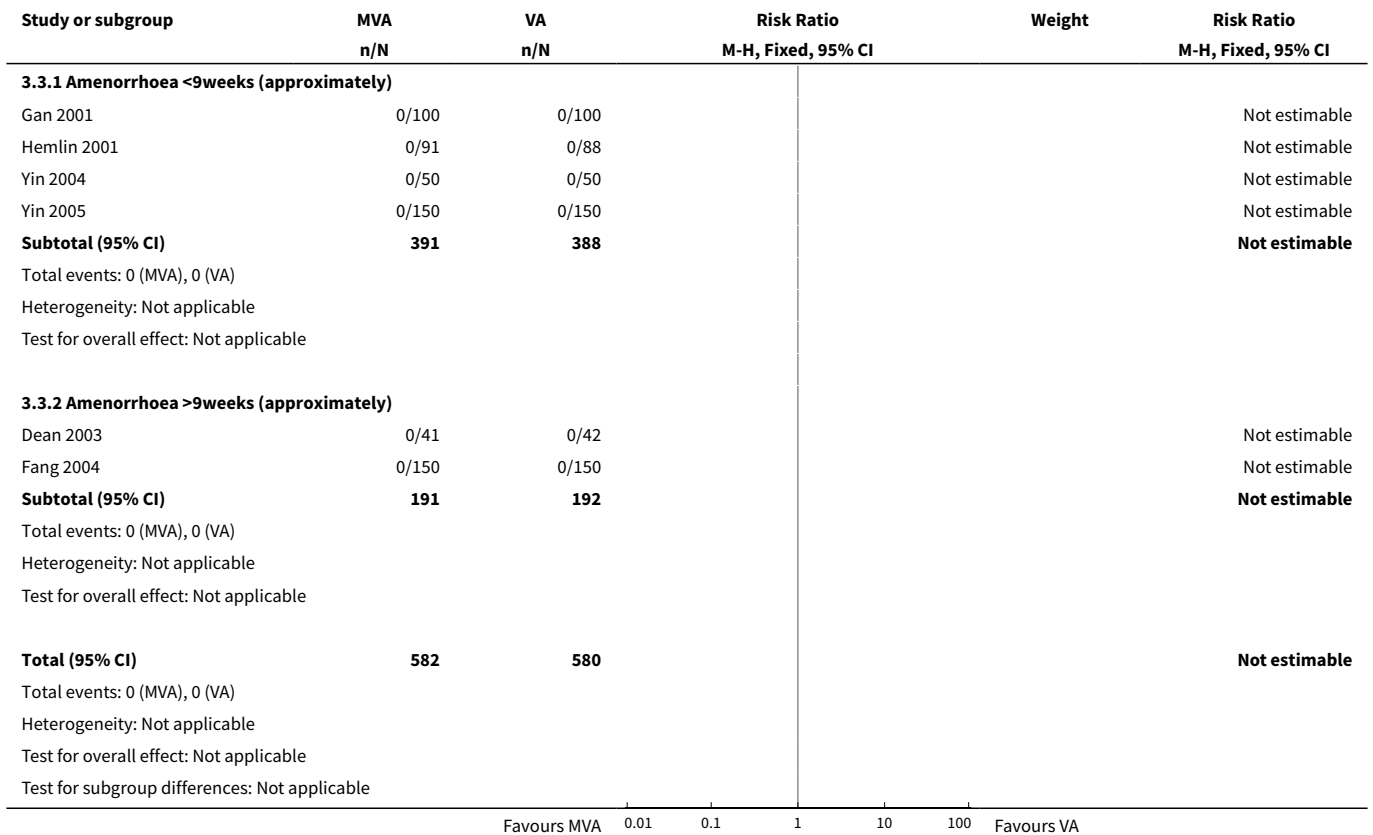 Study or subgroup MVA VA Risk Ratio Weight Risk Ratio
n/N n/N M-H, Fixed, 95% CI M-H, Fixed, 95% CI
3.3.1 Amenorrhoea <9weeks (approximately)
Gan 2001 0/100 0/100 Not estimable
Hemlin 2001 0/91 0/88 Not estimable
Yin 2004 0/50 0/50 Not estimable
Yin 2005 0/150 0/150 Not estimable
Subtotal (95% CI) 391 388 Not estimable
Total events: 0 (MVA), 0 (VA)
Heterogeneity: Not applicable
Test for overall effect: Not applicable
3.3.2 Amenorrhoea >9weeks (approximately)
Dean 2003 0/41 0/42 Not estimable
Fang 2004 0/150 0/150 Not estimable
Subtotal (95% CI) 191 192 Not estimable
Total events: 0 (MVA), 0 (VA)
Heterogeneity: Not applicable
Test for overall effect: Not applicable
Total (95% CI) 582 580 Not estimable
Total events: 0 (MVA), 0 (VA)
Heterogeneity: Not applicable
Test for overall effect: Not applicable
Test for subgroup differences: Not applicable
Favours MVA 0.01 0.1 1 10 100 Favours VA